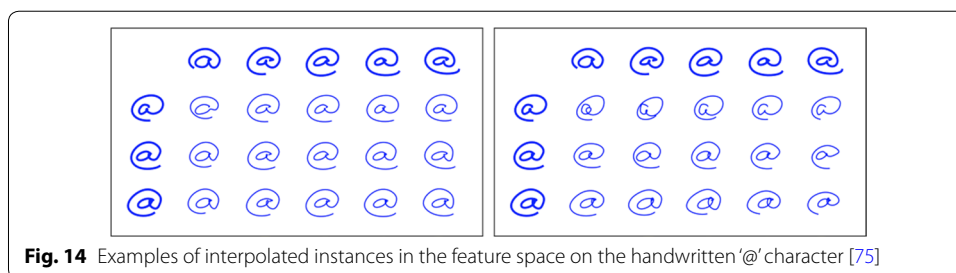 @ @ @ @ @ @ @ @ @ @
@ @ @ @ @ @ @ @ @ @ @ @
@ @ @ @ @ @ @ @ @ @ @ @
@ @ @ @ @ @ @ @ @ @ @ @
Fig. 14 Examples of interpolated instances in the feature space on the handwritten ‘@’ character [75]